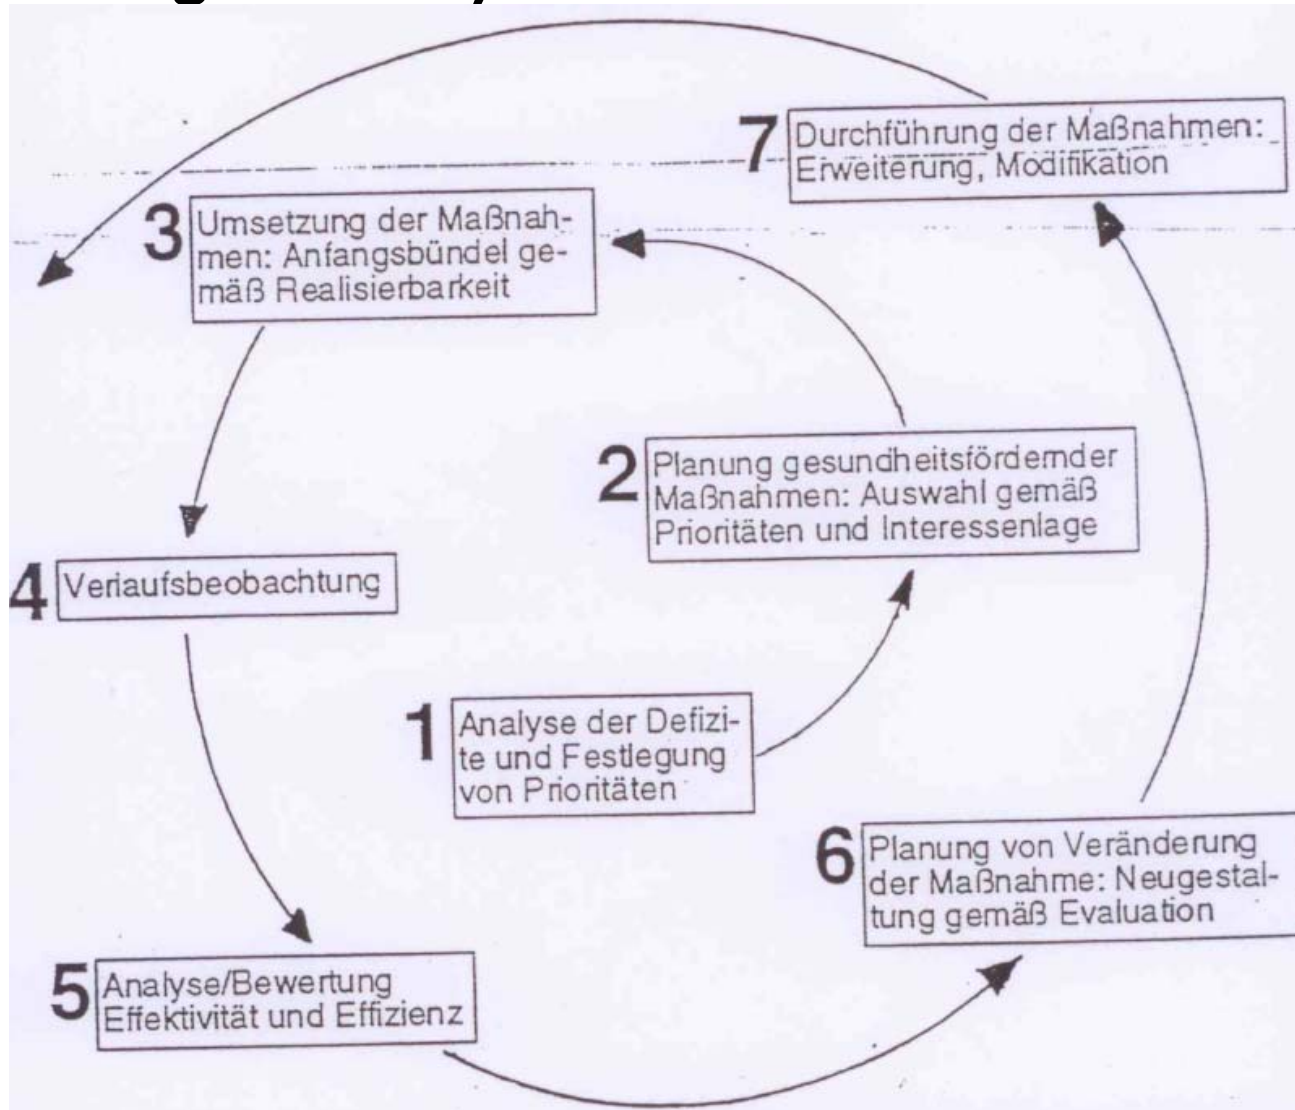 7 Durchführung der Maßnahmen:
Erweiterung, Modifikation
3 Umsetzung der Maßnah-
men: Anfangsbündel ge-
mäß Realisierbarkeit
2 Planung gesundheitsfördernder
Maßnahmen: Auswahl gemäß
Prioritäten und Interessenlage
4 Verlaufsbeobachtung
1 Analyse der Defizi-
te und Festlegung
von Prioritäten
6 Planung von Veränderung
der Maßnahme: Neugestal-
tung gemäß Evaluation
5 Analyse/Bewertung
Effektivität und Effizienz